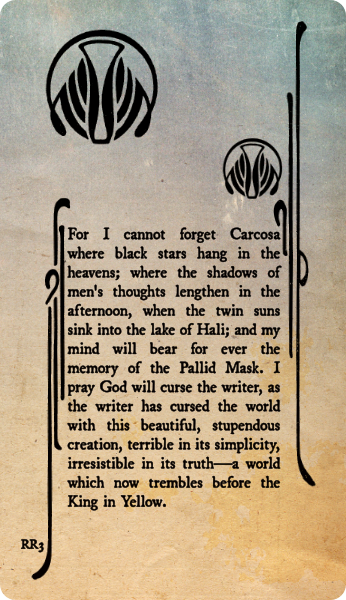 For I cannot forget Carcosa
where black stars hang in the
heavens; where the shadows of
men's thoughts lengthen in the
afternoon, when the twin suns
sink into the lake of Hali; and my
mind will bear for ever the
memory of the Pallid Mask. I
pray God will curse the writer, as
the writer has cursed the world
with this beautiful, stupendous
creation, terrible in its simplicity,
irresistible in its truth—a world
which now trembles before the
King in Yellow.
RR3